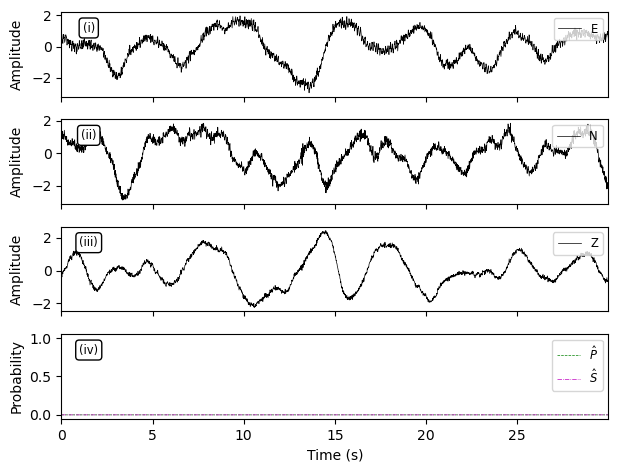 2
(i)
E
0
−2
Amplitude
2
(ii)
N
0
−2
Amplitude
2
(iii)
Z
0
−2
Amplitude
1.0
(iv)
P̂
0.5
Ŝ
0.0
Probability
0 5 10 15 20 25
Time (s)